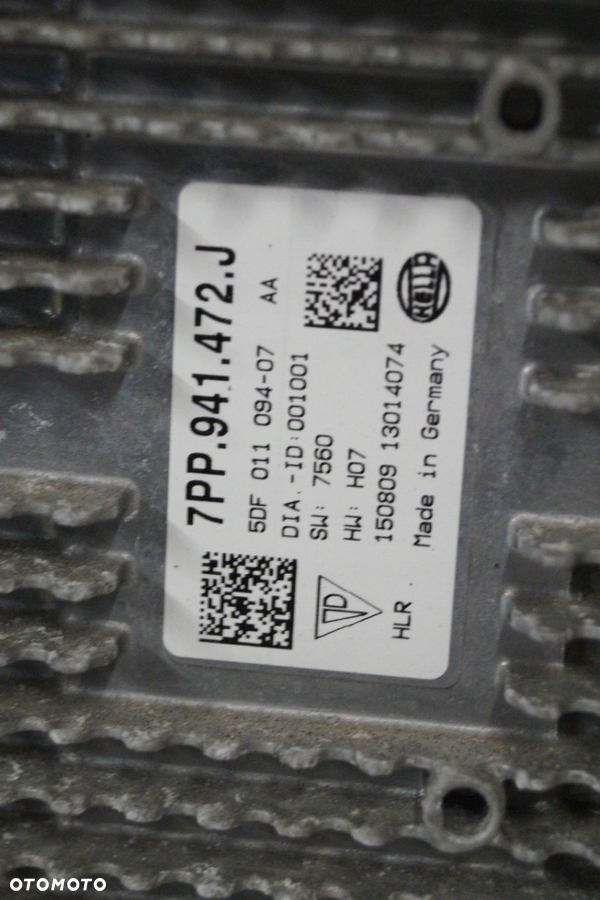 7PP.941.472.J
5DF 011 094-07 AA
DIA.-ID:001001
SW: 7560
HW: H07
150809 13014074
Made in Germany
HELLA
HLR
OTOMOTO